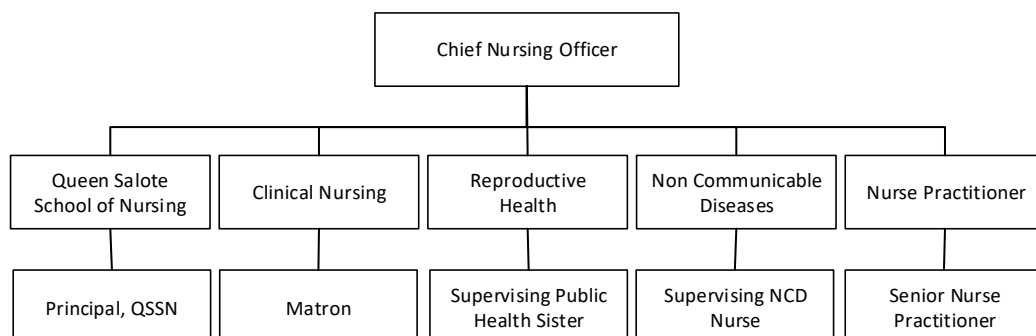 Chief Nursing Officer
Queen Salote
School of Nursing
Clinical Nursing
Reproductive
Health
Non Communicable
Diseases
Nurse Practitioner
Principal, QSSN
Matron
Supervising Public
Health Sister
Supervising NCD
Nurse
Senior Nurse
Practitioner